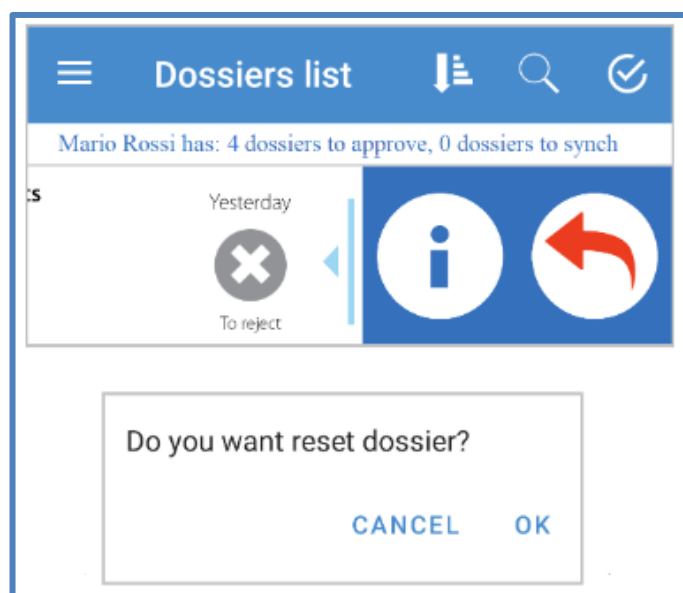 Dossiers list
Mario Rossi has: 4 dossiers to approve, 0 dossiers to synch
ts
Yesterday
To reject
Do you want reset dossier?
CANCEL OK